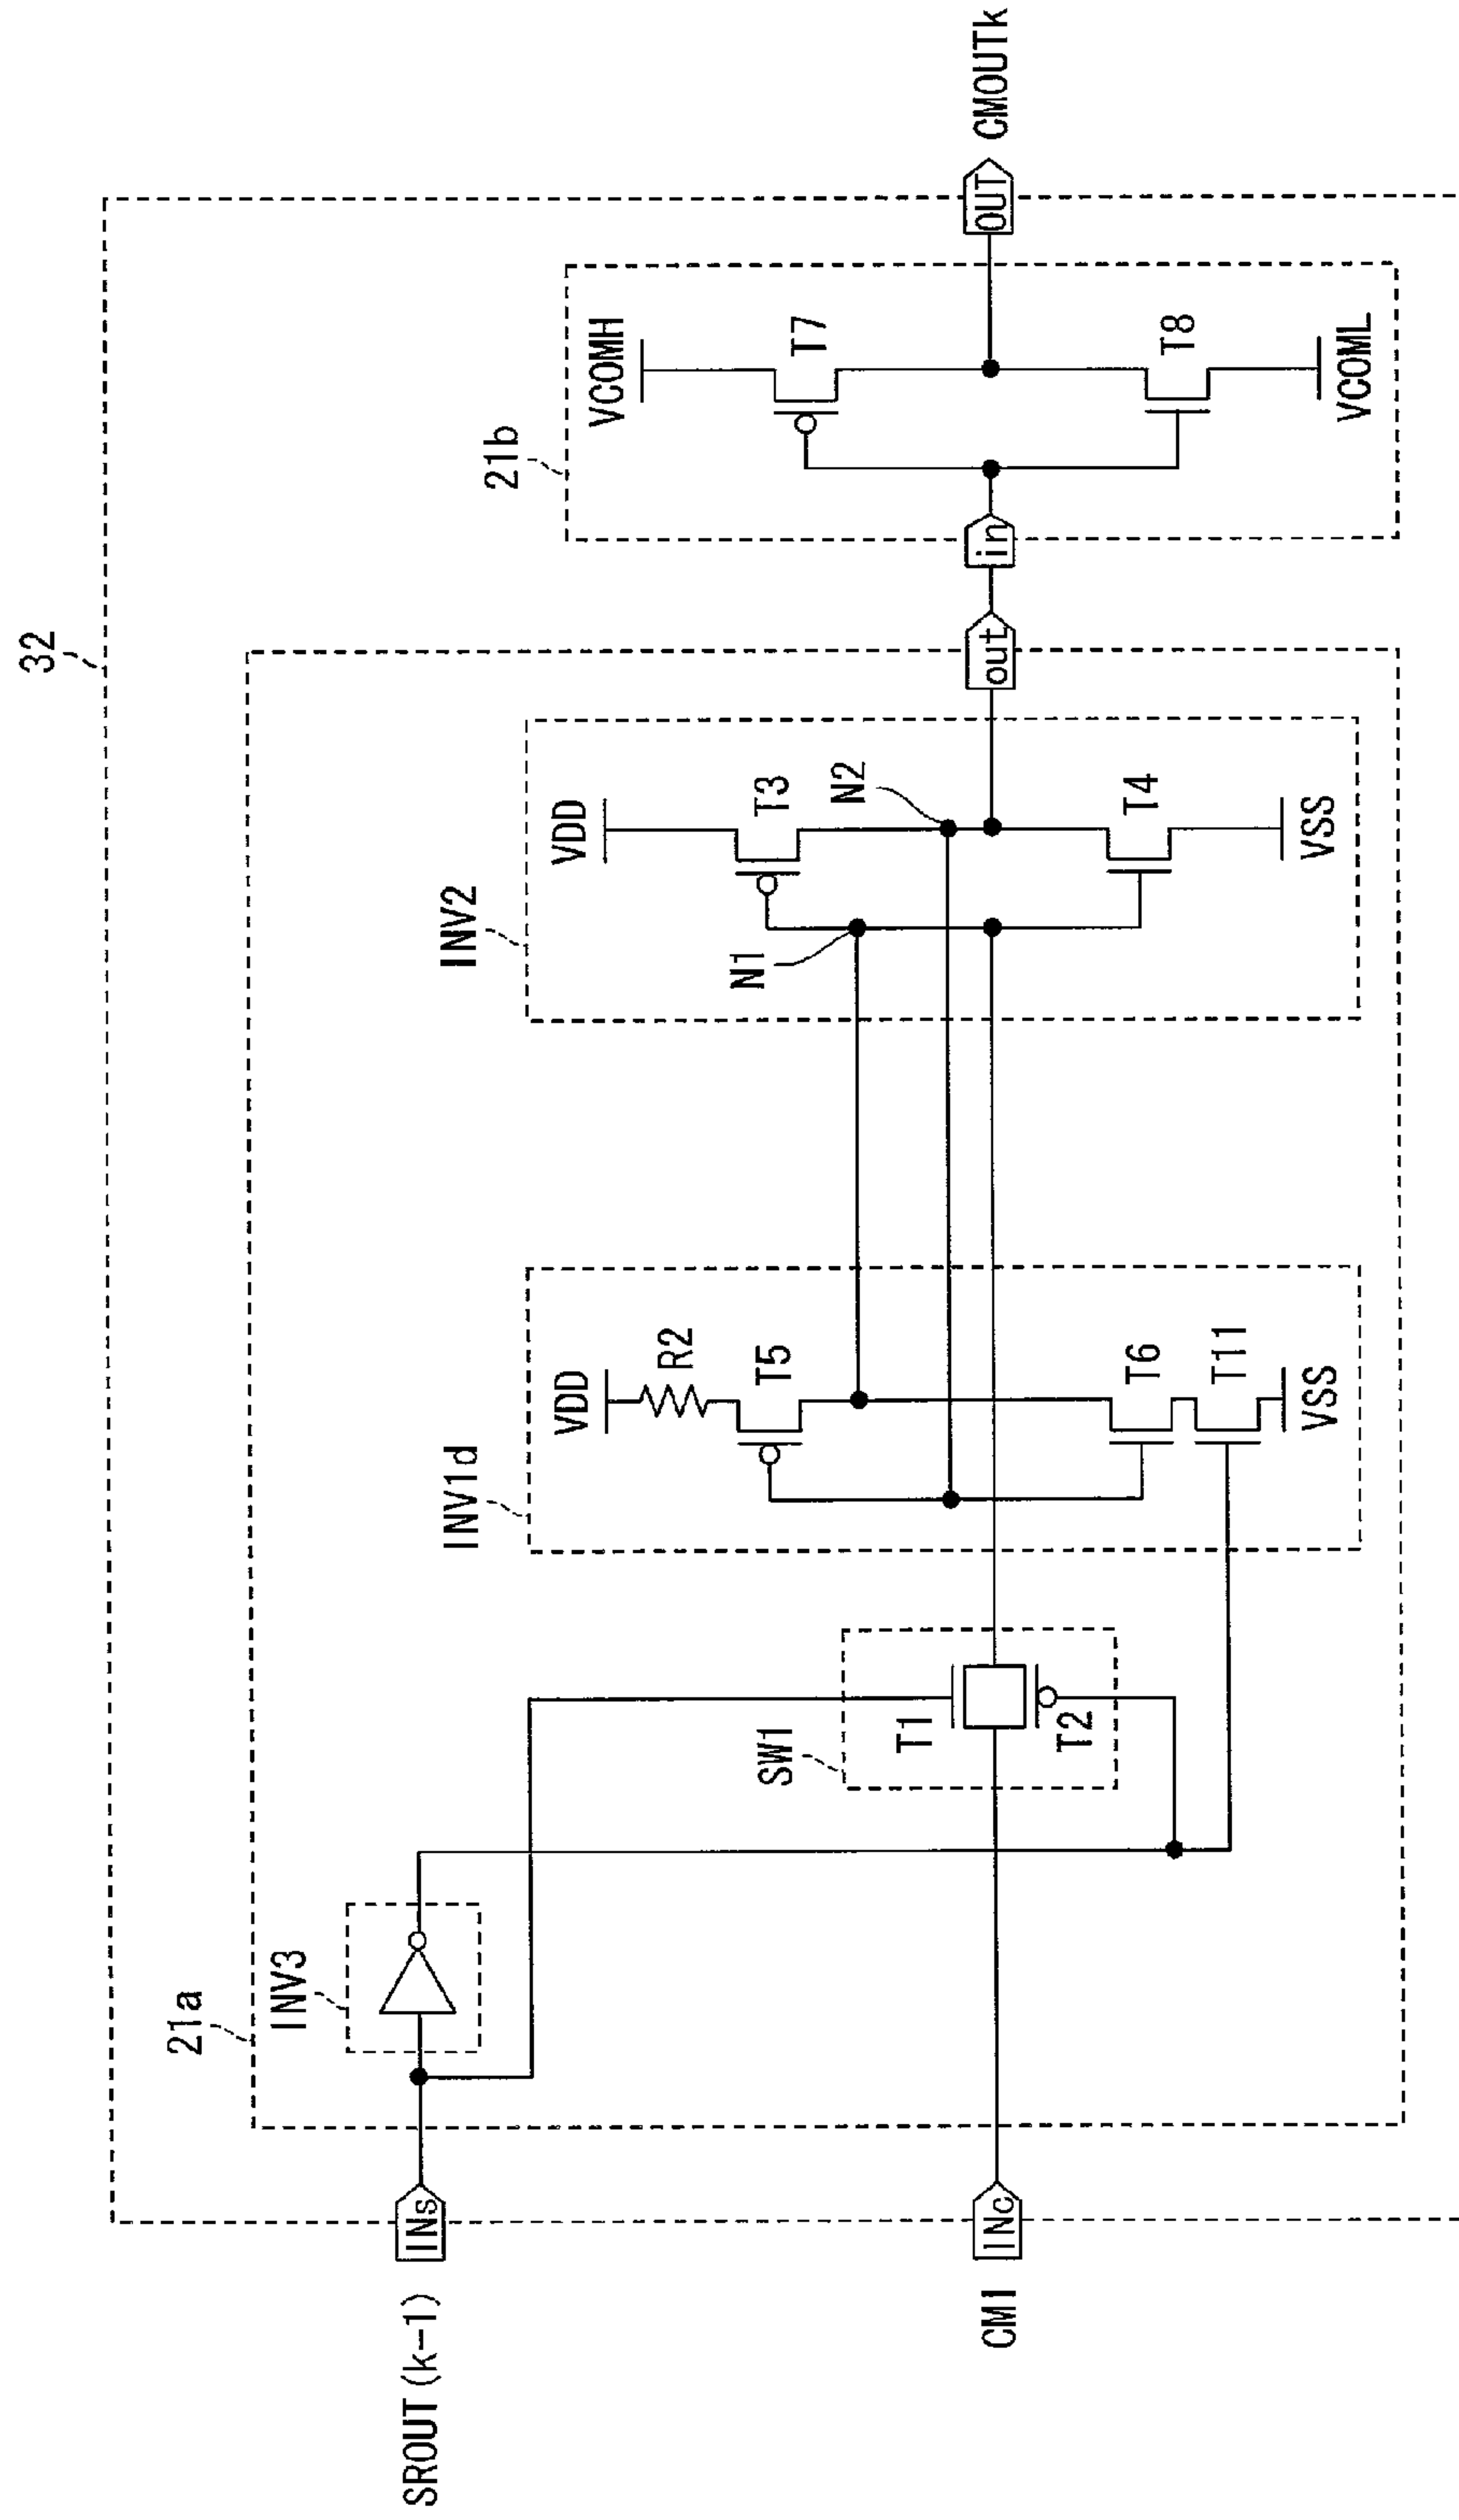 32
21a
INV3
SROUT(k-1)
INs
CMI
INc
SW1
T1
T2
INV1d
VDD
R2
T5
T6
T11
VSS
INV2
VDD
T3
N1
N2
T4
VSS
out
in
21b
VCOMH
T7
T8
VCOML
OUT
CMOUTk